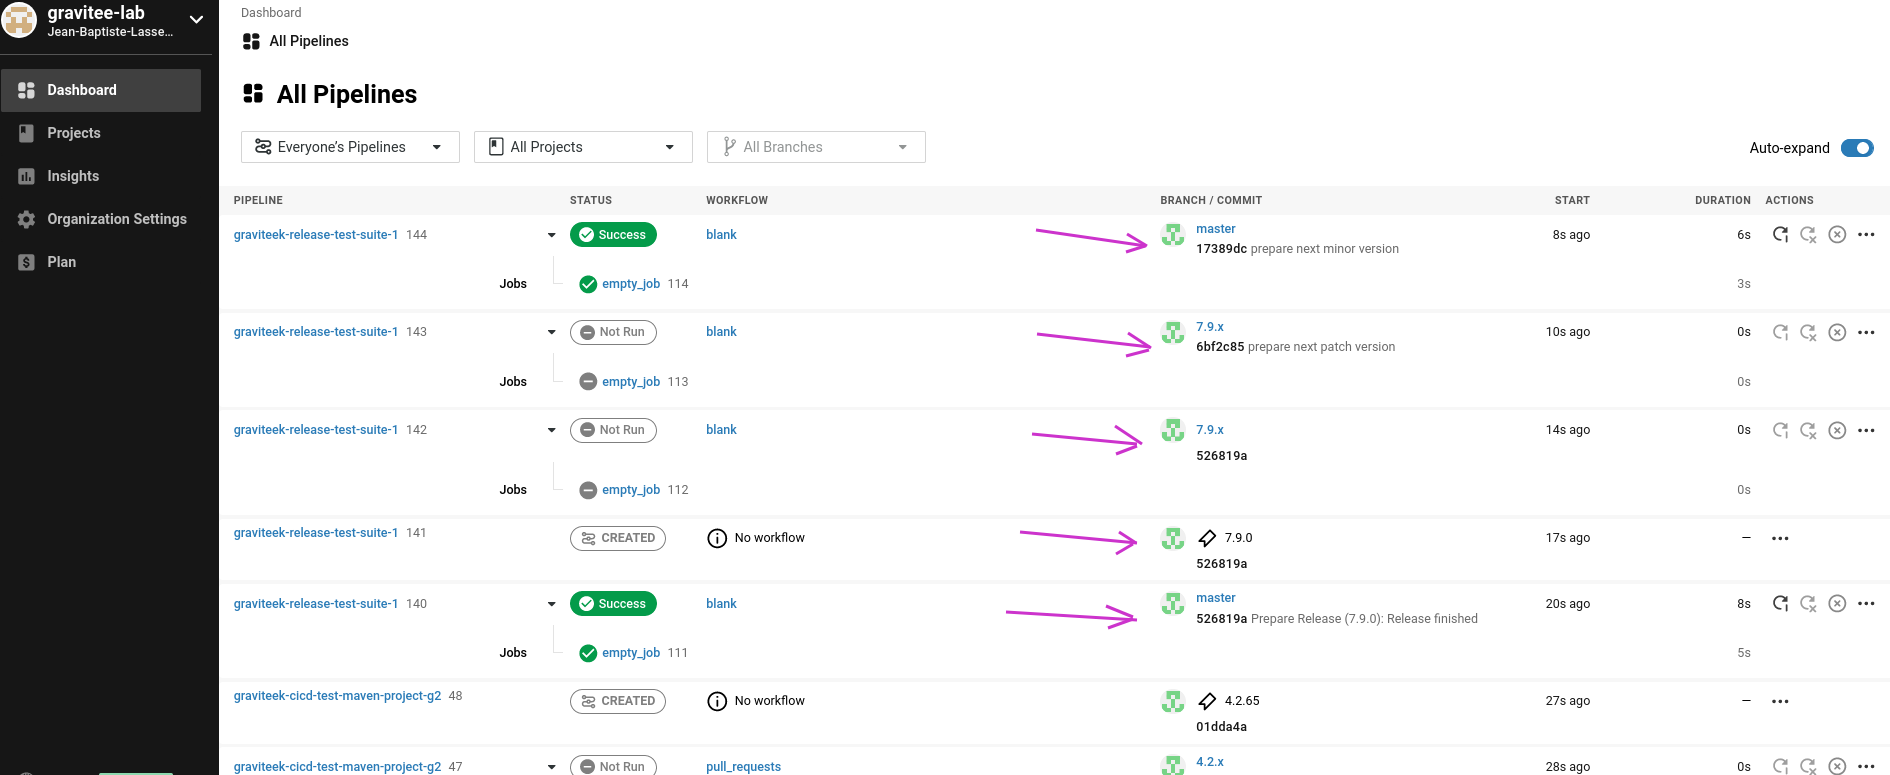 gravitee-lab
Jean-Baptiste-Lasse...
Dashboard
Projects
Insights
Organization Settings
Plan
Dashboard
All Pipelines
All Pipelines
Everyone's Pipelines
All Projects
All Branches
Auto-expand
PIPELINE STATUS WORKFLOW BRANCH / COMMIT START DURATION ACTIONS
graviteek-release-test-suite-1 144 Success blank master 8s ago 6s
17389dc prepare next minor version
Jobs empty_job 114 3s
graviteek-release-test-suite-1 143 Not Run blank 7.9.x 10s ago 0s
6bf2c85 prepare next patch version
Jobs empty_job 113 0s
graviteek-release-test-suite-1 142 Not Run blank 7.9.x 14s ago 0s
526819a
Jobs empty_job 112 0s
graviteek-release-test-suite-1 141 CREATED No workflow 7.9.0 17s ago –
526819a
graviteek-release-test-suite-1 140 Success blank master 20s ago 8s
526819a Prepare Release (7.9.0): Release finished
Jobs empty_job 111 5s
graviteek-cicd-test-maven-project-g2 48 CREATED No workflow 4.2.65 27s ago –
01dda4a
graviteek-cicd-test-maven-project-g2 47 Not Run pull_requests 4.2.x 28s ago 0s